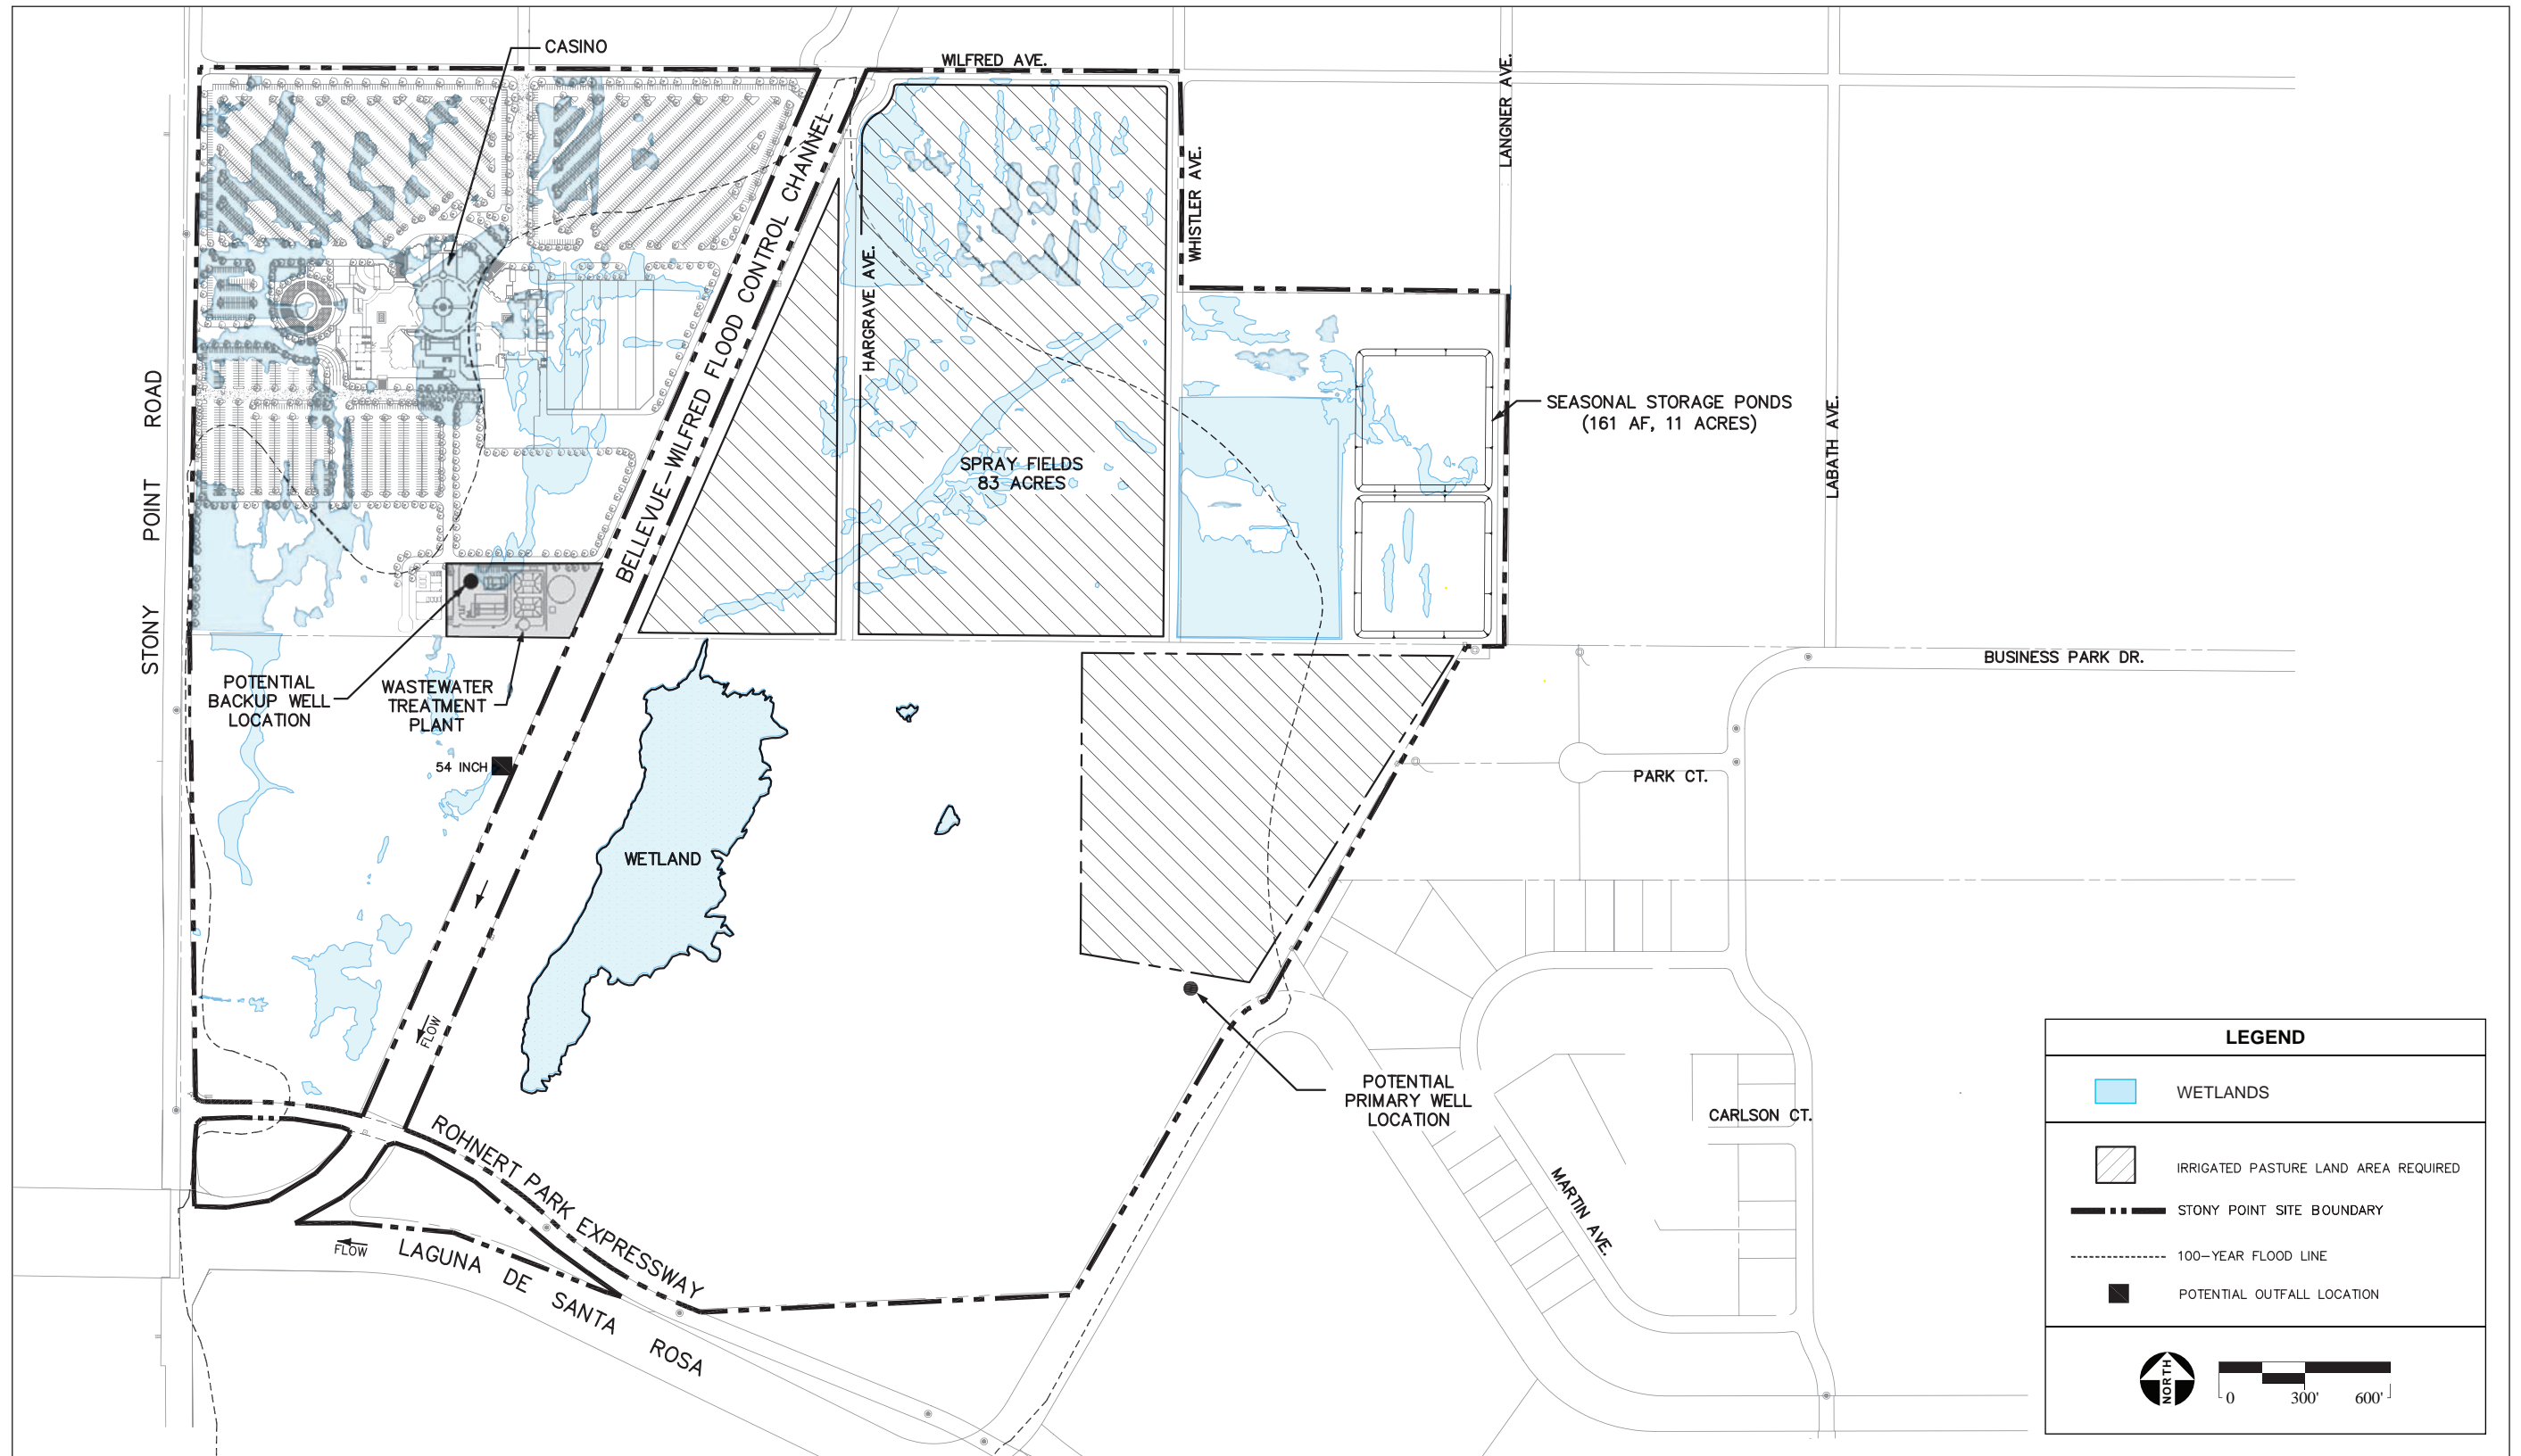 CASINO
WILFRED AVE.
LANGNER AVE.
WHISTLER AVE.
BELLEVUE-WILFRED FLOOD CONTROL CHANNEL
HARGRAVE AVE.
STONY POINT ROAD
SEASONAL STORAGE PONDS
(161 AF, 11 ACRES)
LABATH AVE.
SPRAY FIELDS
83 ACRES
BUSINESS PARK DR.
POTENTIAL
BACKUP WELL
LOCATION
WASTEWATER
TREATMENT
PLANT
54 INCH
PARK CT.
WETLAND
FLOW
POTENTIAL
PRIMARY WELL
LOCATION
CARLSON CT.
MARTIN AVE.
ROHNERT PARK EXPRESSWAY
FLOW
LAGUNA DE SANTA ROSA
LEGEND
WETLANDS
IRRIGATED PASTURE LAND AREA REQUIRED
STONY POINT SITE BOUNDARY
100-YEAR FLOOD LINE
POTENTIAL OUTFALL LOCATION
NORTH
0 300' 600'